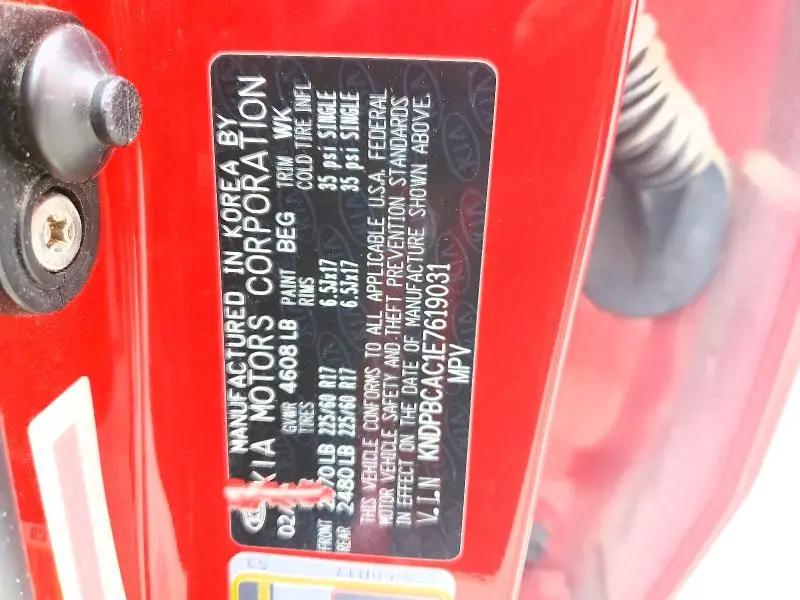 MANUFACTURED IN KOREA BY
KIA MOTORS CORPORATION
GVWR 4608 LB PAINT BEG TRIM WK
TIRES RIMS COLD TIRE INFL
FRONT 225/60 R17 6.5Jx17 35 psi SINGLE
REAR 2480LB 225/60 R17 6.5Jx17 35 psi SINGLE
THIS VEHICLE CONFORMS TO ALL APPLICABLE U.S.A. FEDERAL
MOTOR VEHICLE SAFETY AND THEFT PREVENTION STANDARDS
IN EFFECT ON THE DATE OF MANUFACTURE SHOWN ABOVE.
V.I.N KNDPBCAC1E7619031
MPV